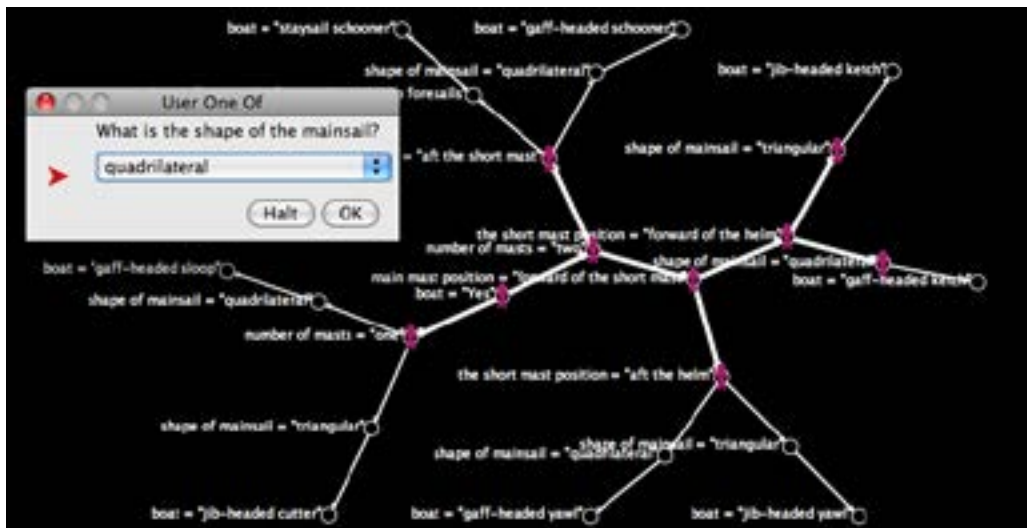 boat = "staysail schooner"
boat = "gaff-headed schooner"
shape of mainsail = "quadrilateral"
boat = "jib-headed ketch"
foresails
User One Of
What is the shape of the mainsail?
quadrilateral
Halt
OK
= "aft the short mast"
shape of mainsail = "triangular"
the short mast position = "forward of the helm"
number of masts = "two"
shape of mainsail = "quadrilateral
boat = "gaff-headed sloop"
main mast position = "forward of the short mast
boat = "gaff-headed ketch"
boat = "Yes"
shape of mainsail = "quadrilateral"
number of masts = "one"
the short mast position = "aft the helm"
shape of mainsail = "triangular"
shape of mainsail = "triangular"
shape of mainsail = "quadrilateral"
boat = "jib-headed cutter"
boat = "gaff-headed yawl"
boat = "jib-headed yawl"